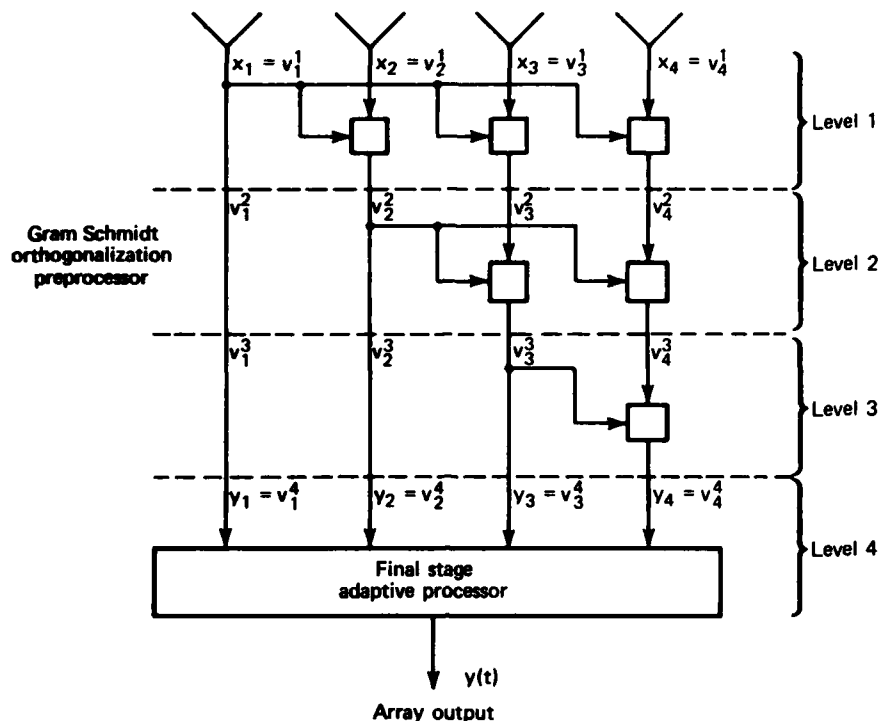 x₁ = v₁¹ x₂ = v₂¹ x₃ = v₃¹ x₄ = v₄¹
Level 1
v₁² v₂² v₃² v₄²
Gram Schmidt
orthogonalization
preprocessor
Level 2
v₁³ v₂³ v₃³ v₄³
Level 3
y₁ = v₁⁴ y₂ = v₂⁴ y₃ = v₃⁴ y₄ = v₄⁴
Level 4
Final stage
adaptive processor
y(t)
Array output